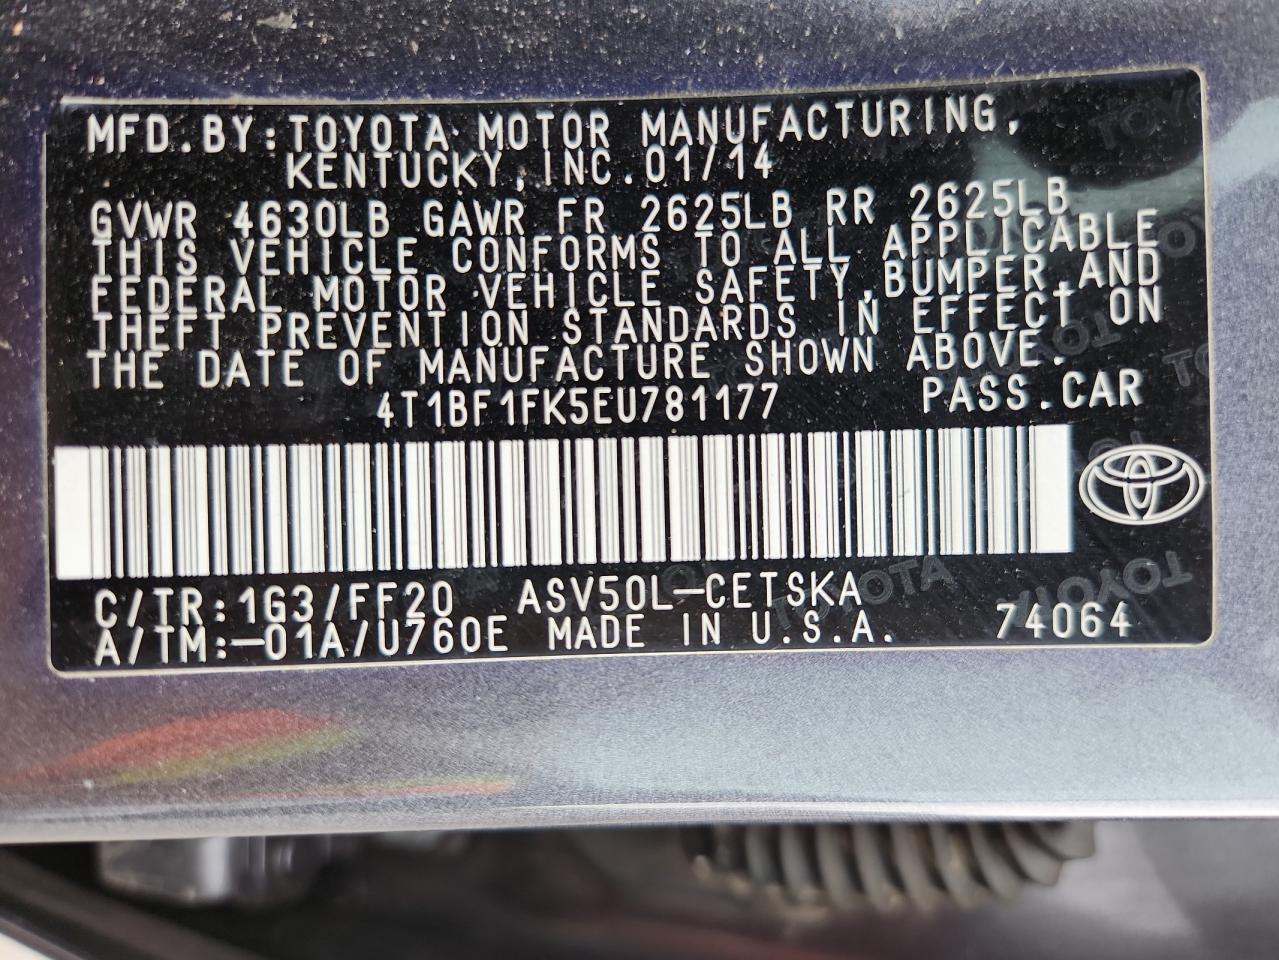 MFD.BY:TOYOTA MOTOR MANUFACTURING,
KENTUCKY,INC.01/14
GVWR 4630LB GAWR FR 2625LB RR 2625LB
THIS VEHICLE CONFORMS TO ALL APPLICABLE
FEDERAL MOTOR VEHICLE SAFETY,BUMPER,AND
THEFT PREVENTION STANDARDS IN EFFECT ON
THE DATE OF MANUFACTURE SHOWN ABOVE.
4T1BF1FK5EU781177 PASS.CAR
C/TR:1G3/FF20 ASV50L-CETSKA
A/TM:-01A/U760E MADE IN U.S.A. 74064
TOYOTA
TOYOTA